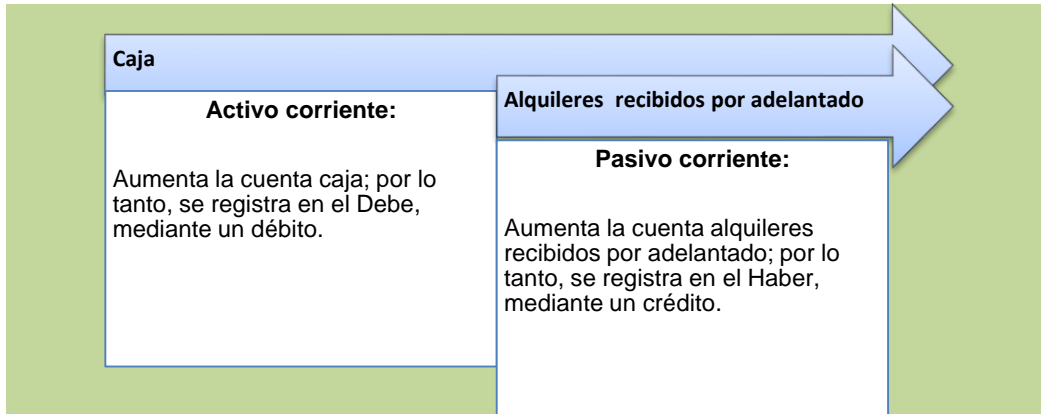 Caja
Activo corriente:
Aumenta la cuenta caja; por lo
tanto, se registra en el Debe,
mediante un débito.
Alquileres recibidos por adelantado
Pasivo corriente:
Aumenta la cuenta alquileres
recibidos por adelantado; por lo
tanto, se registra en el Haber,
mediante un crédito.